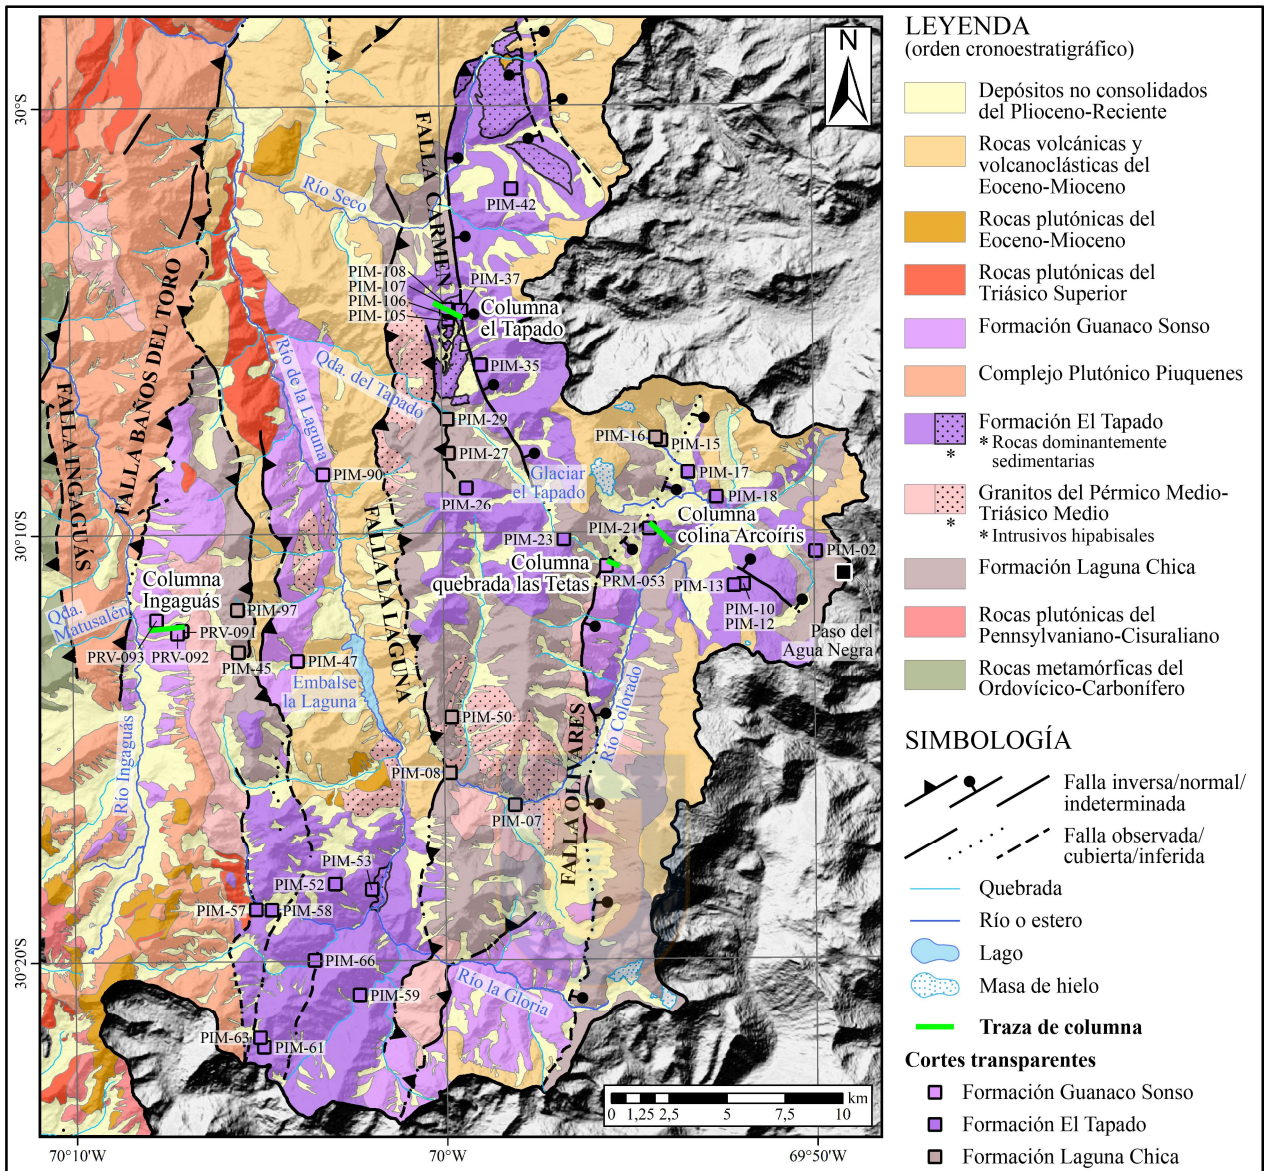 30°S
30°10'S
30°20'S
70°10'W
70°W
69°50'W
N
FALLA CARMEN
Río Seco
PIM-42
PIM-108
PIM-107
PIM-106
PIM-105
PIM-37
Columna
el Tapado
FALLA BAÑOS DEL TORO
FALLA INGAGUÁS
Río de la Laguna
Qda. del Tapado
PIM-35
PIM-29
PIM-27
PIM-16
PIM-15
PIM-17
PIM-18
PIM-90
PIM-26
Glaciar
el Tapado
FALLA LA LAGUNA
PIM-21
Columna
colina Arcoíris
PIM-23
Columna
quebrada las Tetas
PRM-053
PIM-02
PIM-13
PIM-10
PIM-12
Paso del
Agua Negra
Columna
Ingaguás
Qda.
Matusalén
PIM-97
PRV-091
PRV-093
PRV-092
PIM-45
PIM-47
Embalse
la Laguna
Río Ingaguás
PIM-50
PIM-08
PIM-07
Río Colorado
FALLA OLIVARES
PIM-53
PIM-52
PIM-57
PIM-58
PIM-66
PIM-59
Río la Gloria
PIM-63
PIM-61
km
0 1,25 2,5 5 7,5 10
LEYENDA
(orden cronoestratigráfico)
Depósitos no consolidados
del Plioceno-Reciente
Rocas volcánicas y
volcanoclásticas del
Eoceno-Mioceno
Rocas plutónicas del
Eoceno-Mioceno
Rocas plutónicas del
Triásico Superior
Formación Guanaco Sonso
Complejo Plutónico Piuquenes
Formación El Tapado
* Rocas dominantemente
sedimentarias
*
Granitos del Pérmico Medio-
Triásico Medio
* Intrusivos hipabisales
*
Formación Laguna Chica
Rocas plutónicas del
Pennsylvaniano-Cisuraliano
Rocas metamórficas del
Ordovícico-Carbonífero
SIMBOLOGÍA
Falla inversa/normal/
indeterminada
Falla observada/
cubierta/inferida
Quebrada
Río o estero
Lago
Masa de hielo
Traza de columna
Cortes transparentes
Formación Guanaco Sonso
Formación El Tapado
Formación Laguna Chica